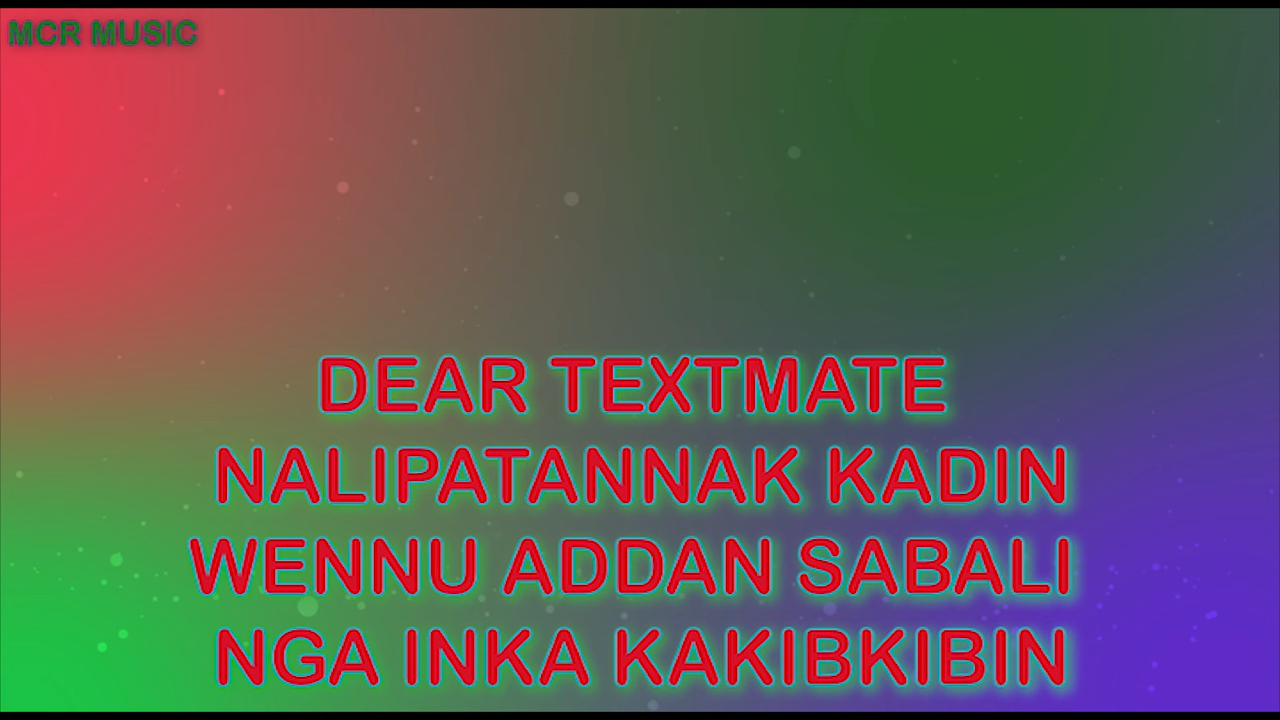 MCR MUSIC
DEAR TEXTMATE
NALIPATANNAK KADIN
WENNU ADDAN SABALI
NGA INKA KAKIBKIBIN